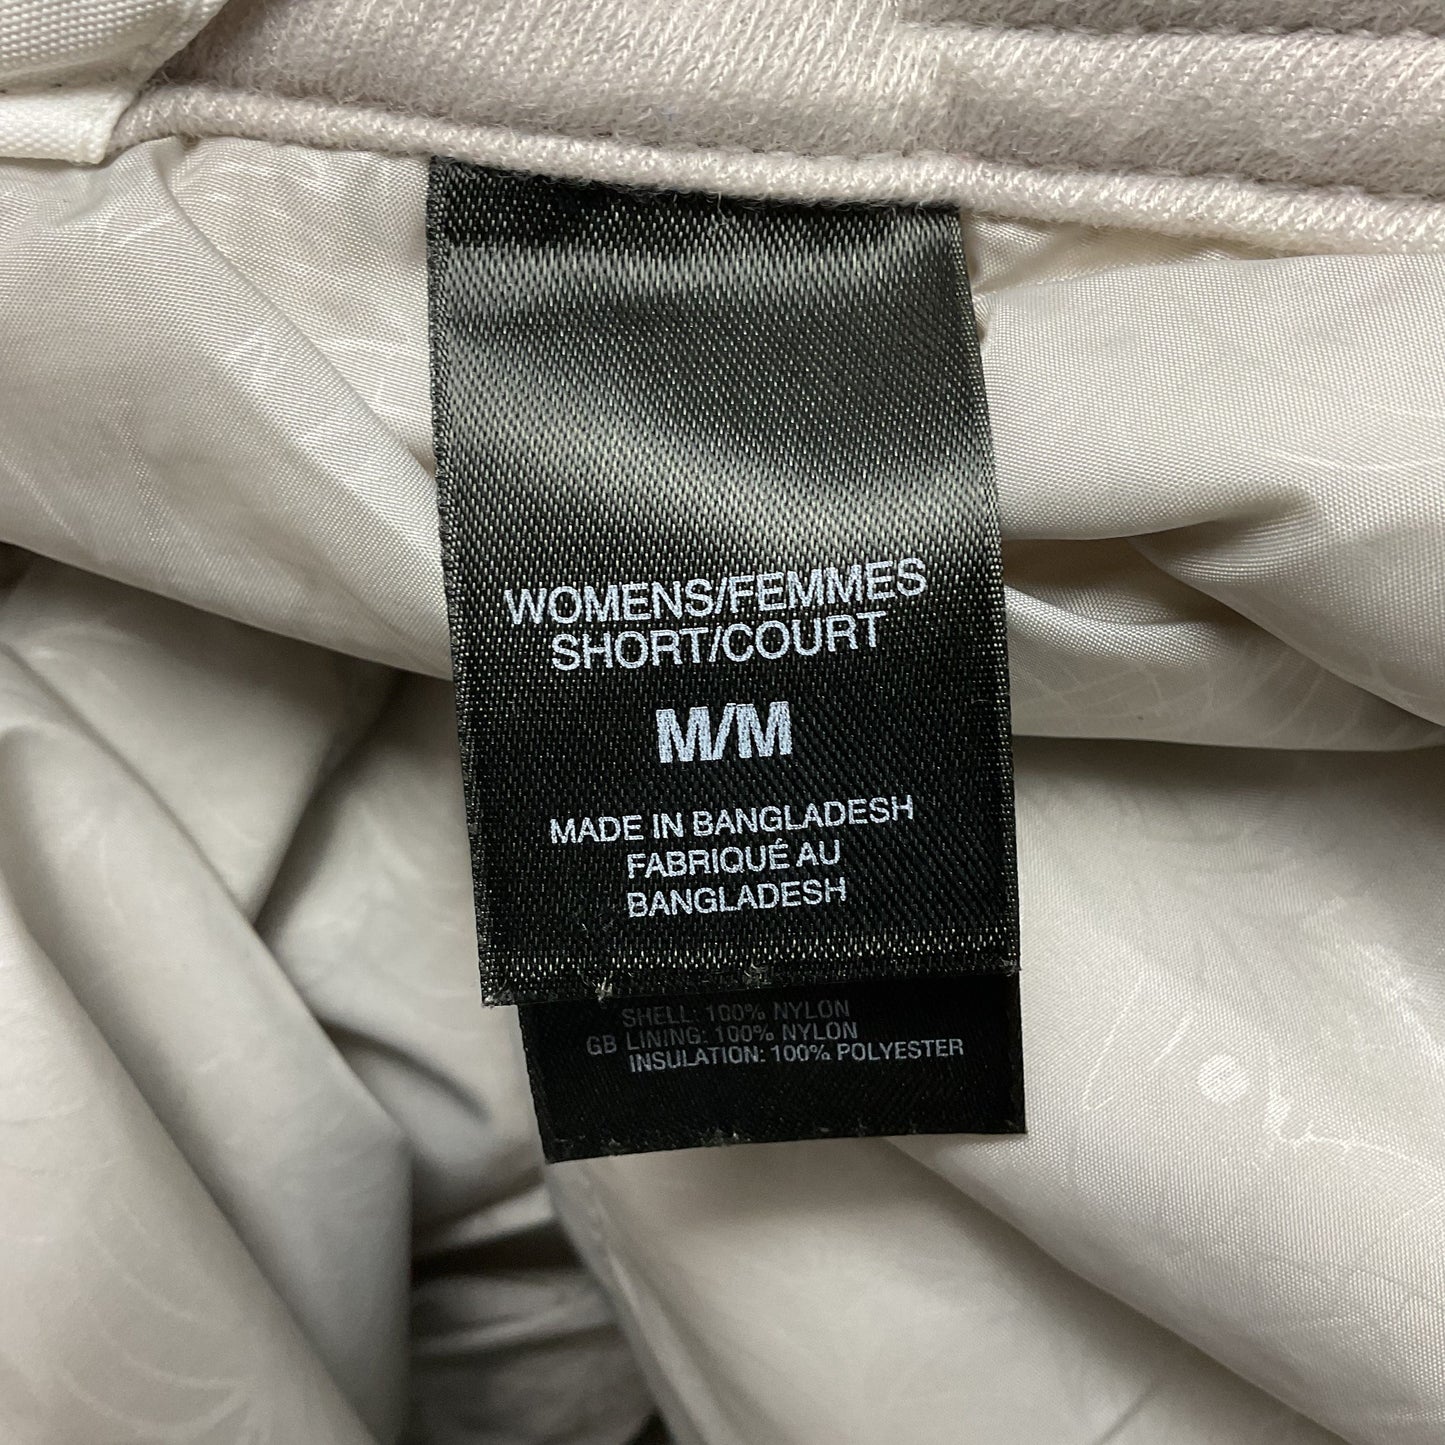 WOMENS/FEMMES
SHORT/COURT
M/M
MADE IN BANGLADESH
FABRIQUÉ AU
BANGLADESH
SHELL: 100% NYLON
GB LINING: 100% NYLON
INSULATION: 100% POLYESTER